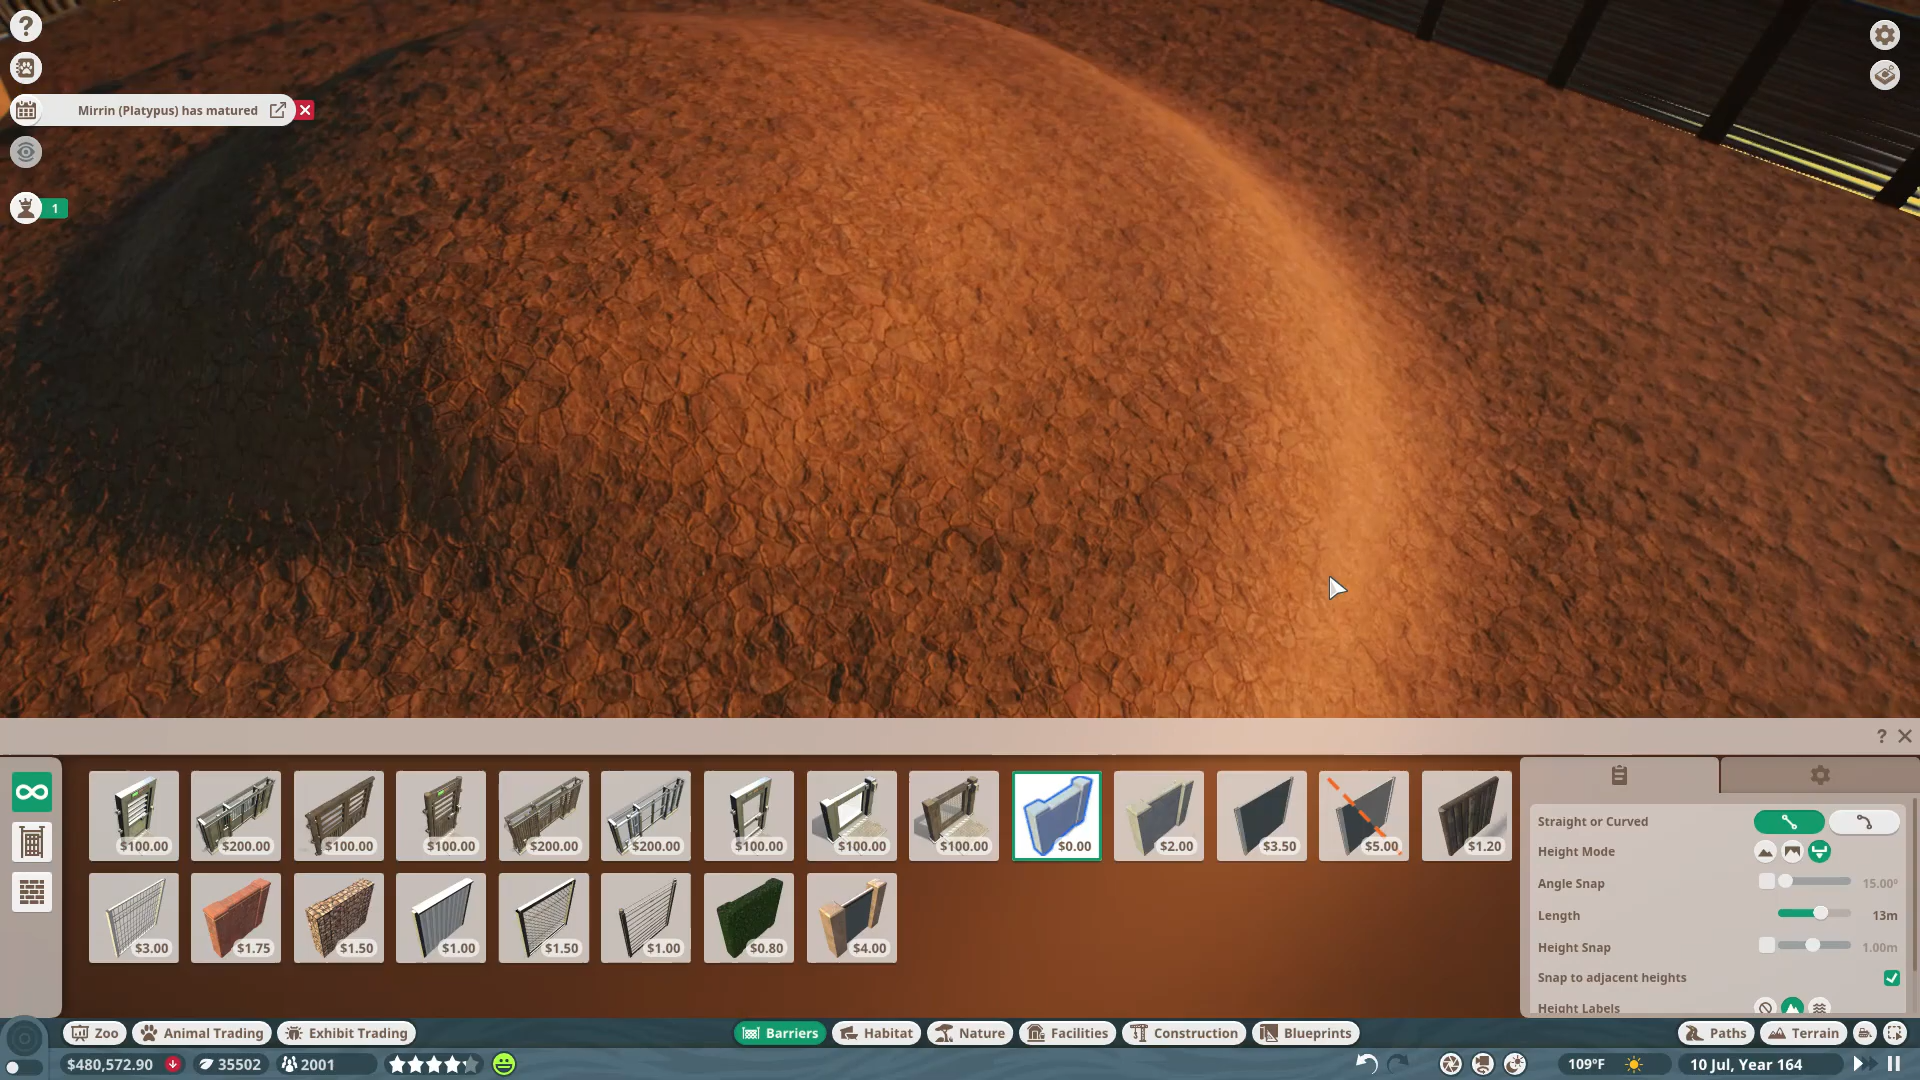 ?
Mirrin (Platypus) has matured
1
?
$100.00 $200.00 $100.00 $100.00 $200.00 $200.00 $100.00 $100.00 $100.00 $0.00 $2.00 $3.50 $5.00 $1.20
$3.00 $1.75 $1.50 $1.00 $1.50 $1.00 $0.80 $4.00
Straight or Curved
Height Mode
Angle Snap 15.00°
Length 13m
Height Snap 1.00m
Snap to adjacent heights
Height Labels
Zoo Animal Trading Exhibit Trading Barriers Habitat Nature Facilities Construction Blueprints Paths Terrain
$480,572.90 35502 2001 109°F 10 Jul, Year 164